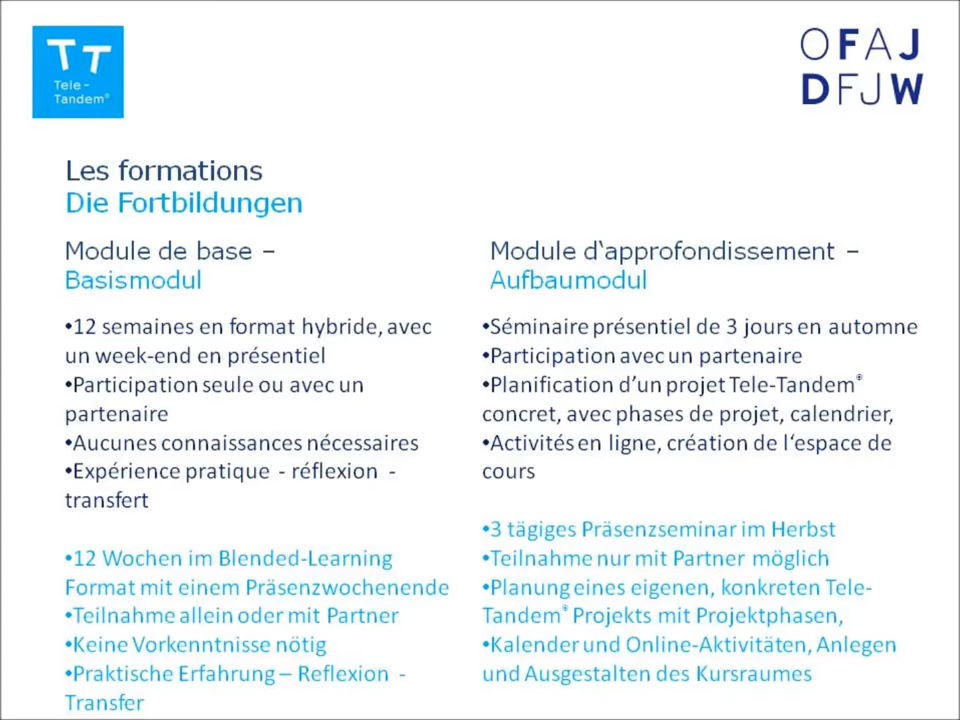 TT
Tele-
Tandem®
OFAJ
DFJW
Les formations
Die Fortbildungen
Module de base –
Basismodul
•12 semaines en format hybride, avec
un week-end en présentiel
•Participation seule ou avec un
partenaire
•Aucunes connaissances nécessaires
•Expérience pratique - réflexion -
transfert
•12 Wochen im Blended-Learning
Format mit einem Präsenzwochenende
•Teilnahme allein oder mit Partner
•Keine Vorkenntnisse nötig
•Praktische Erfahrung – Reflexion -
Transfer
Module d‘approfondissement –
Aufbaumodul
•Séminaire présentiel de 3 jours en automne
•Participation avec un partenaire
•Planification d’un projet Tele-Tandem®
concret, avec phases de projet, calendrier,
•Activités en ligne, création de l‘espace de
cours
•3 tägiges Präsenzseminar im Herbst
•Teilnahme nur mit Partner möglich
•Planung eines eigenen, konkreten Tele-
Tandem® Projekts mit Projektphasen,
•Kalender und Online-Aktivitäten, Anlegen
und Ausgestalten des Kursraumes